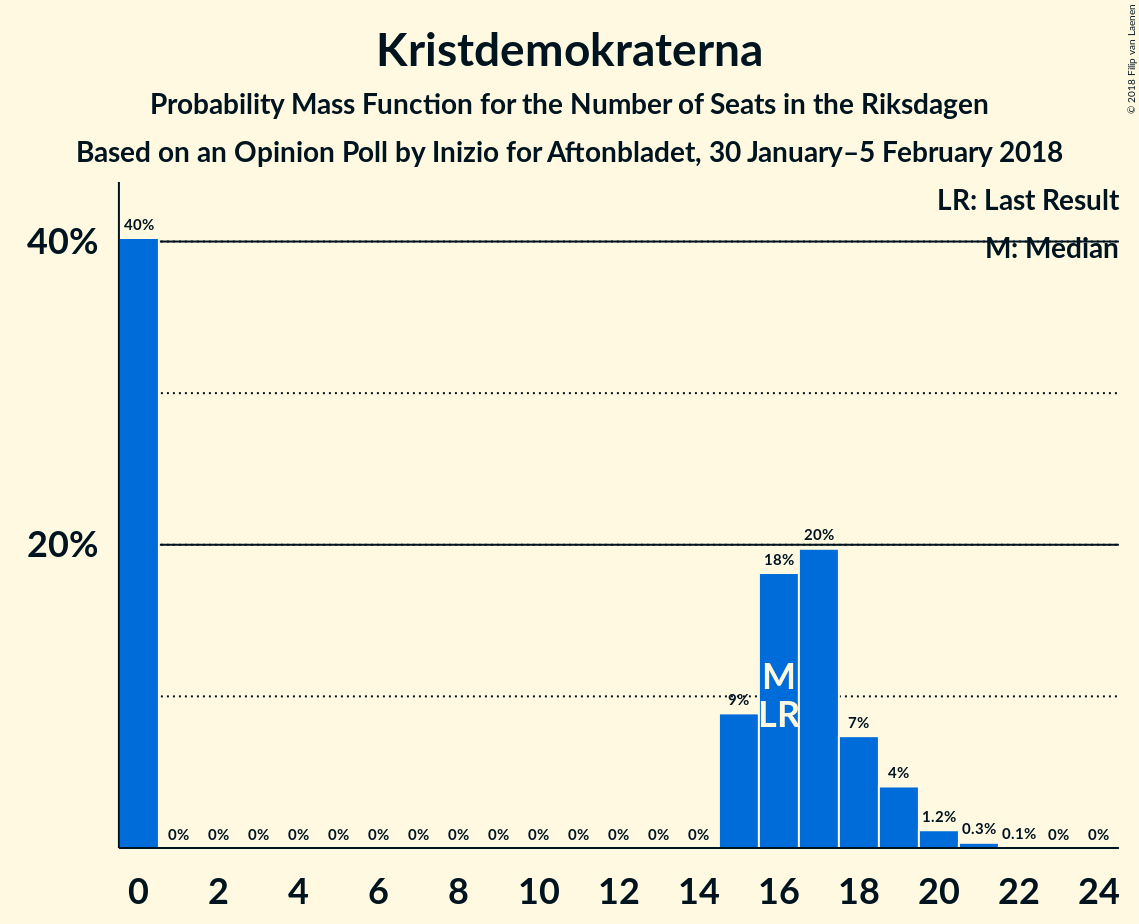 Kristdemokraterna
Probability Mass Function for the Number of Seats in the Riksdagen
Based on an Opinion Poll by Inizio for Aftonbladet, 30 January–5 February 2018
© 2018 Filip van Laenen
LR: Last Result
M: Median
40%
20%
40% 0% 0% 0% 0% 0% 0% 0% 0% 0% 0% 0% 0% 0% 0% 9% 18% 20% 7% 4% 1.2% 0.3% 0.1% 0% 0%
M
LR
0 2 4 6 8 10 12 14 16 18 20 22 24